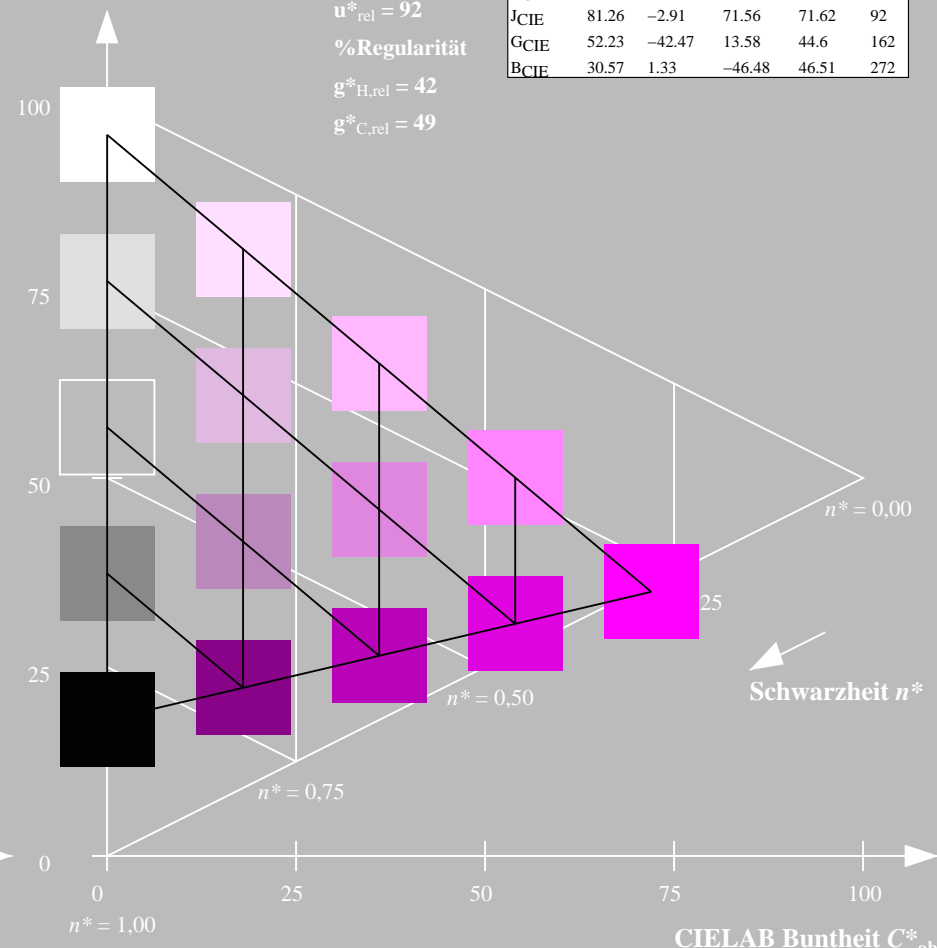 u*rel = 92
%Regularität
g*H,rel = 42
g*C,rel = 49
JCIE 81.26 −2.91 71.56 71.62 92
GCIE 52.23 −42.47 13.58 44.6 162
BCIE 30.57 1.33 −46.48 46.51 272
100
75
50
25
0
n* = 0,00
25
Schwarzheit n*
n* = 0,50
n* = 0,75
0 25 50 75 100
n* = 1,00
CIELAB Buntheit C*